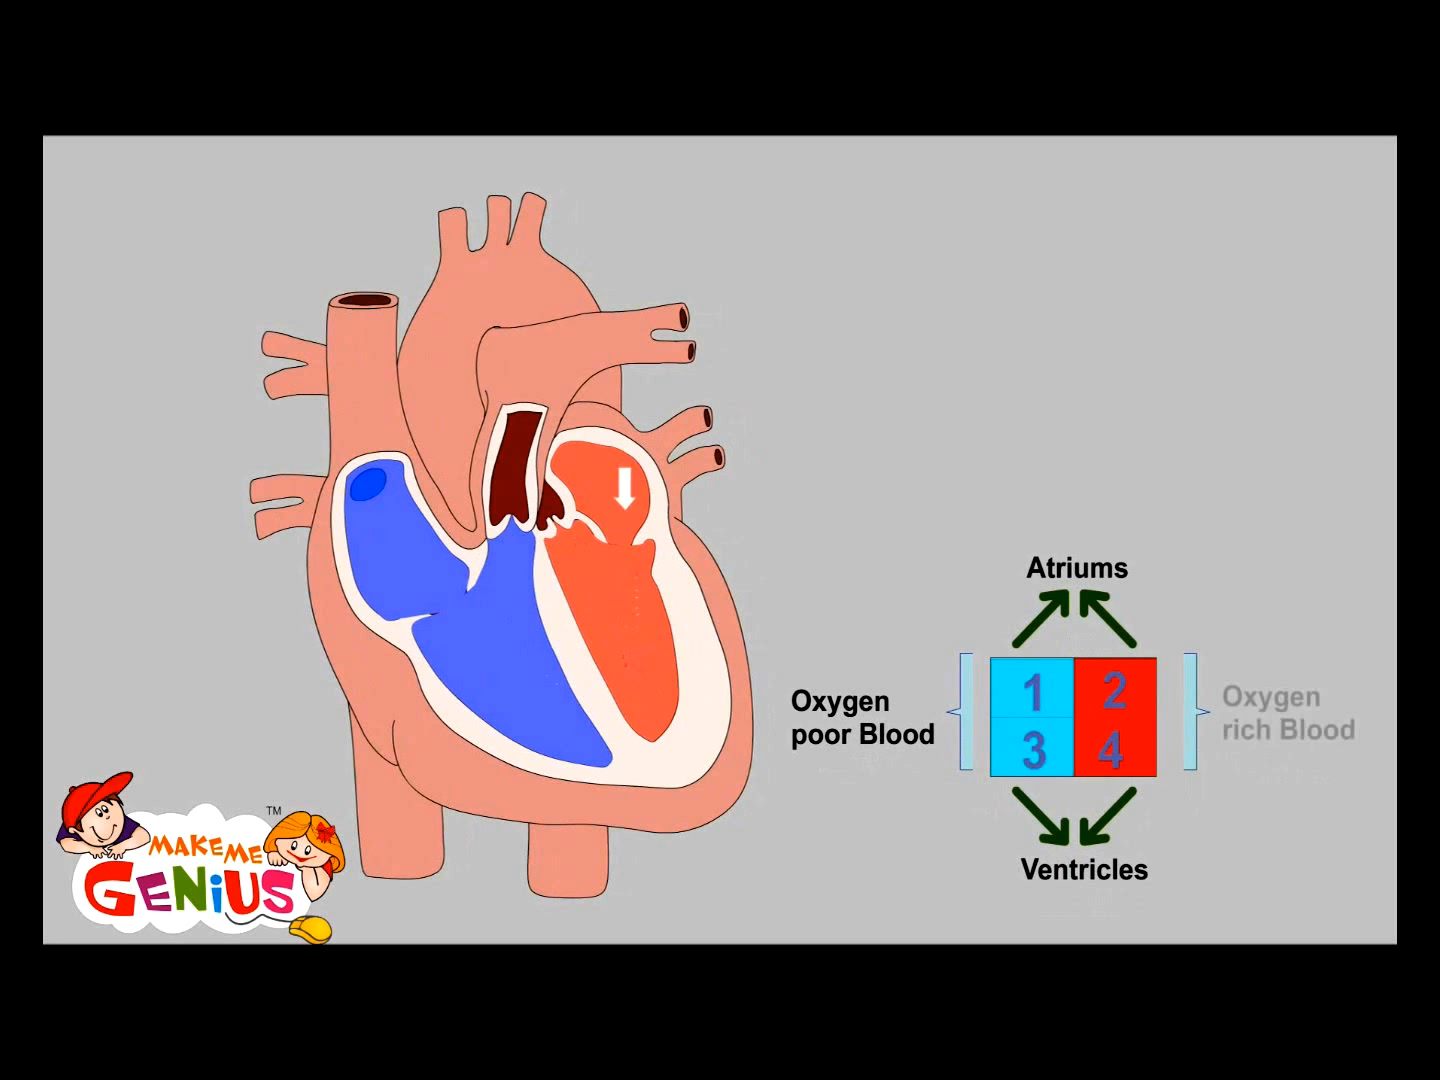 Atriums
Oxygen
poor Blood
1
2
3
4
Oxygen
rich Blood
Ventricles
MAKE ME
GENiUS
TM